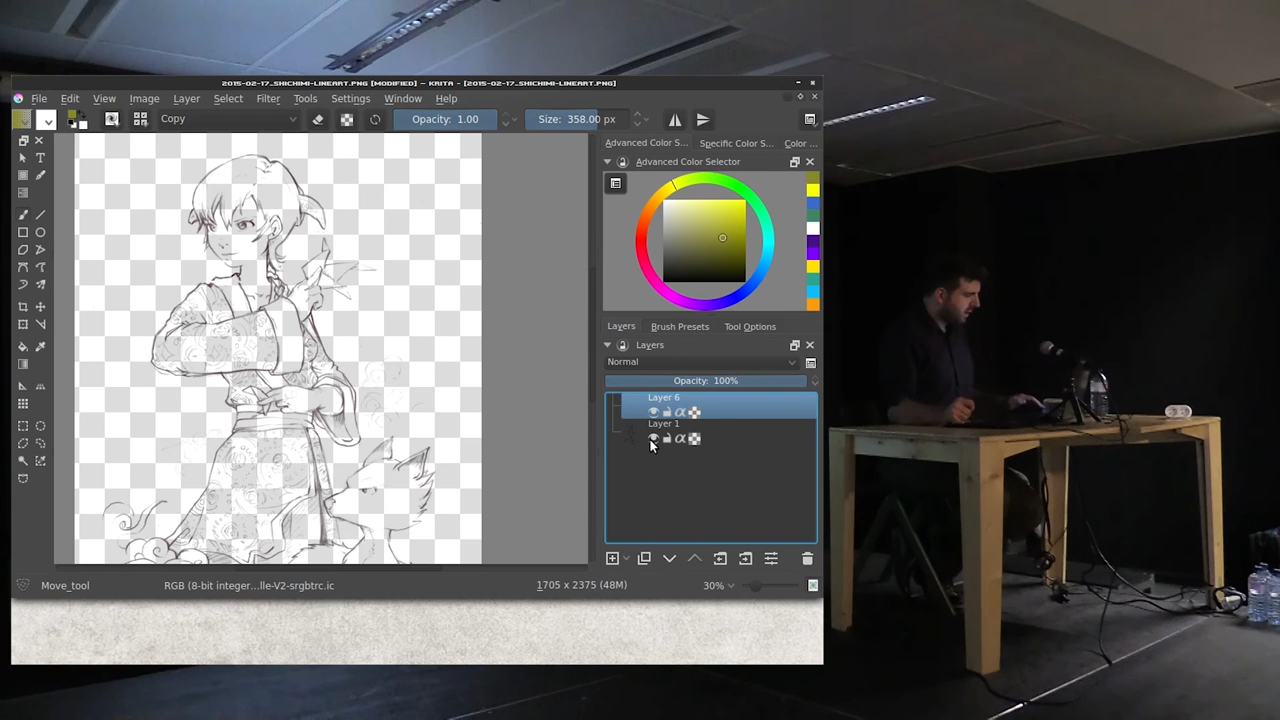 2015-02-17_SHICHIMI-LINEART.PNG [MODIFIED] – KRITA - [2015-02-17_SHICHIMI-LINEART.PNG]
File Edit View Image Layer Select Filter Tools Settings Window Help
Copy Opacity: 1.00 Size: 358.00 px
Advanced Color S... Specific Color S... Color ...
Advanced Color Selector
Layers Brush Presets Tool Options
Layers
Normal
Opacity: 100%
Layer 6
Layer 1
Move_tool RGB (8-bit integer...lle-V2-srgbtrc.ic 1705 x 2375 (48M) 30%